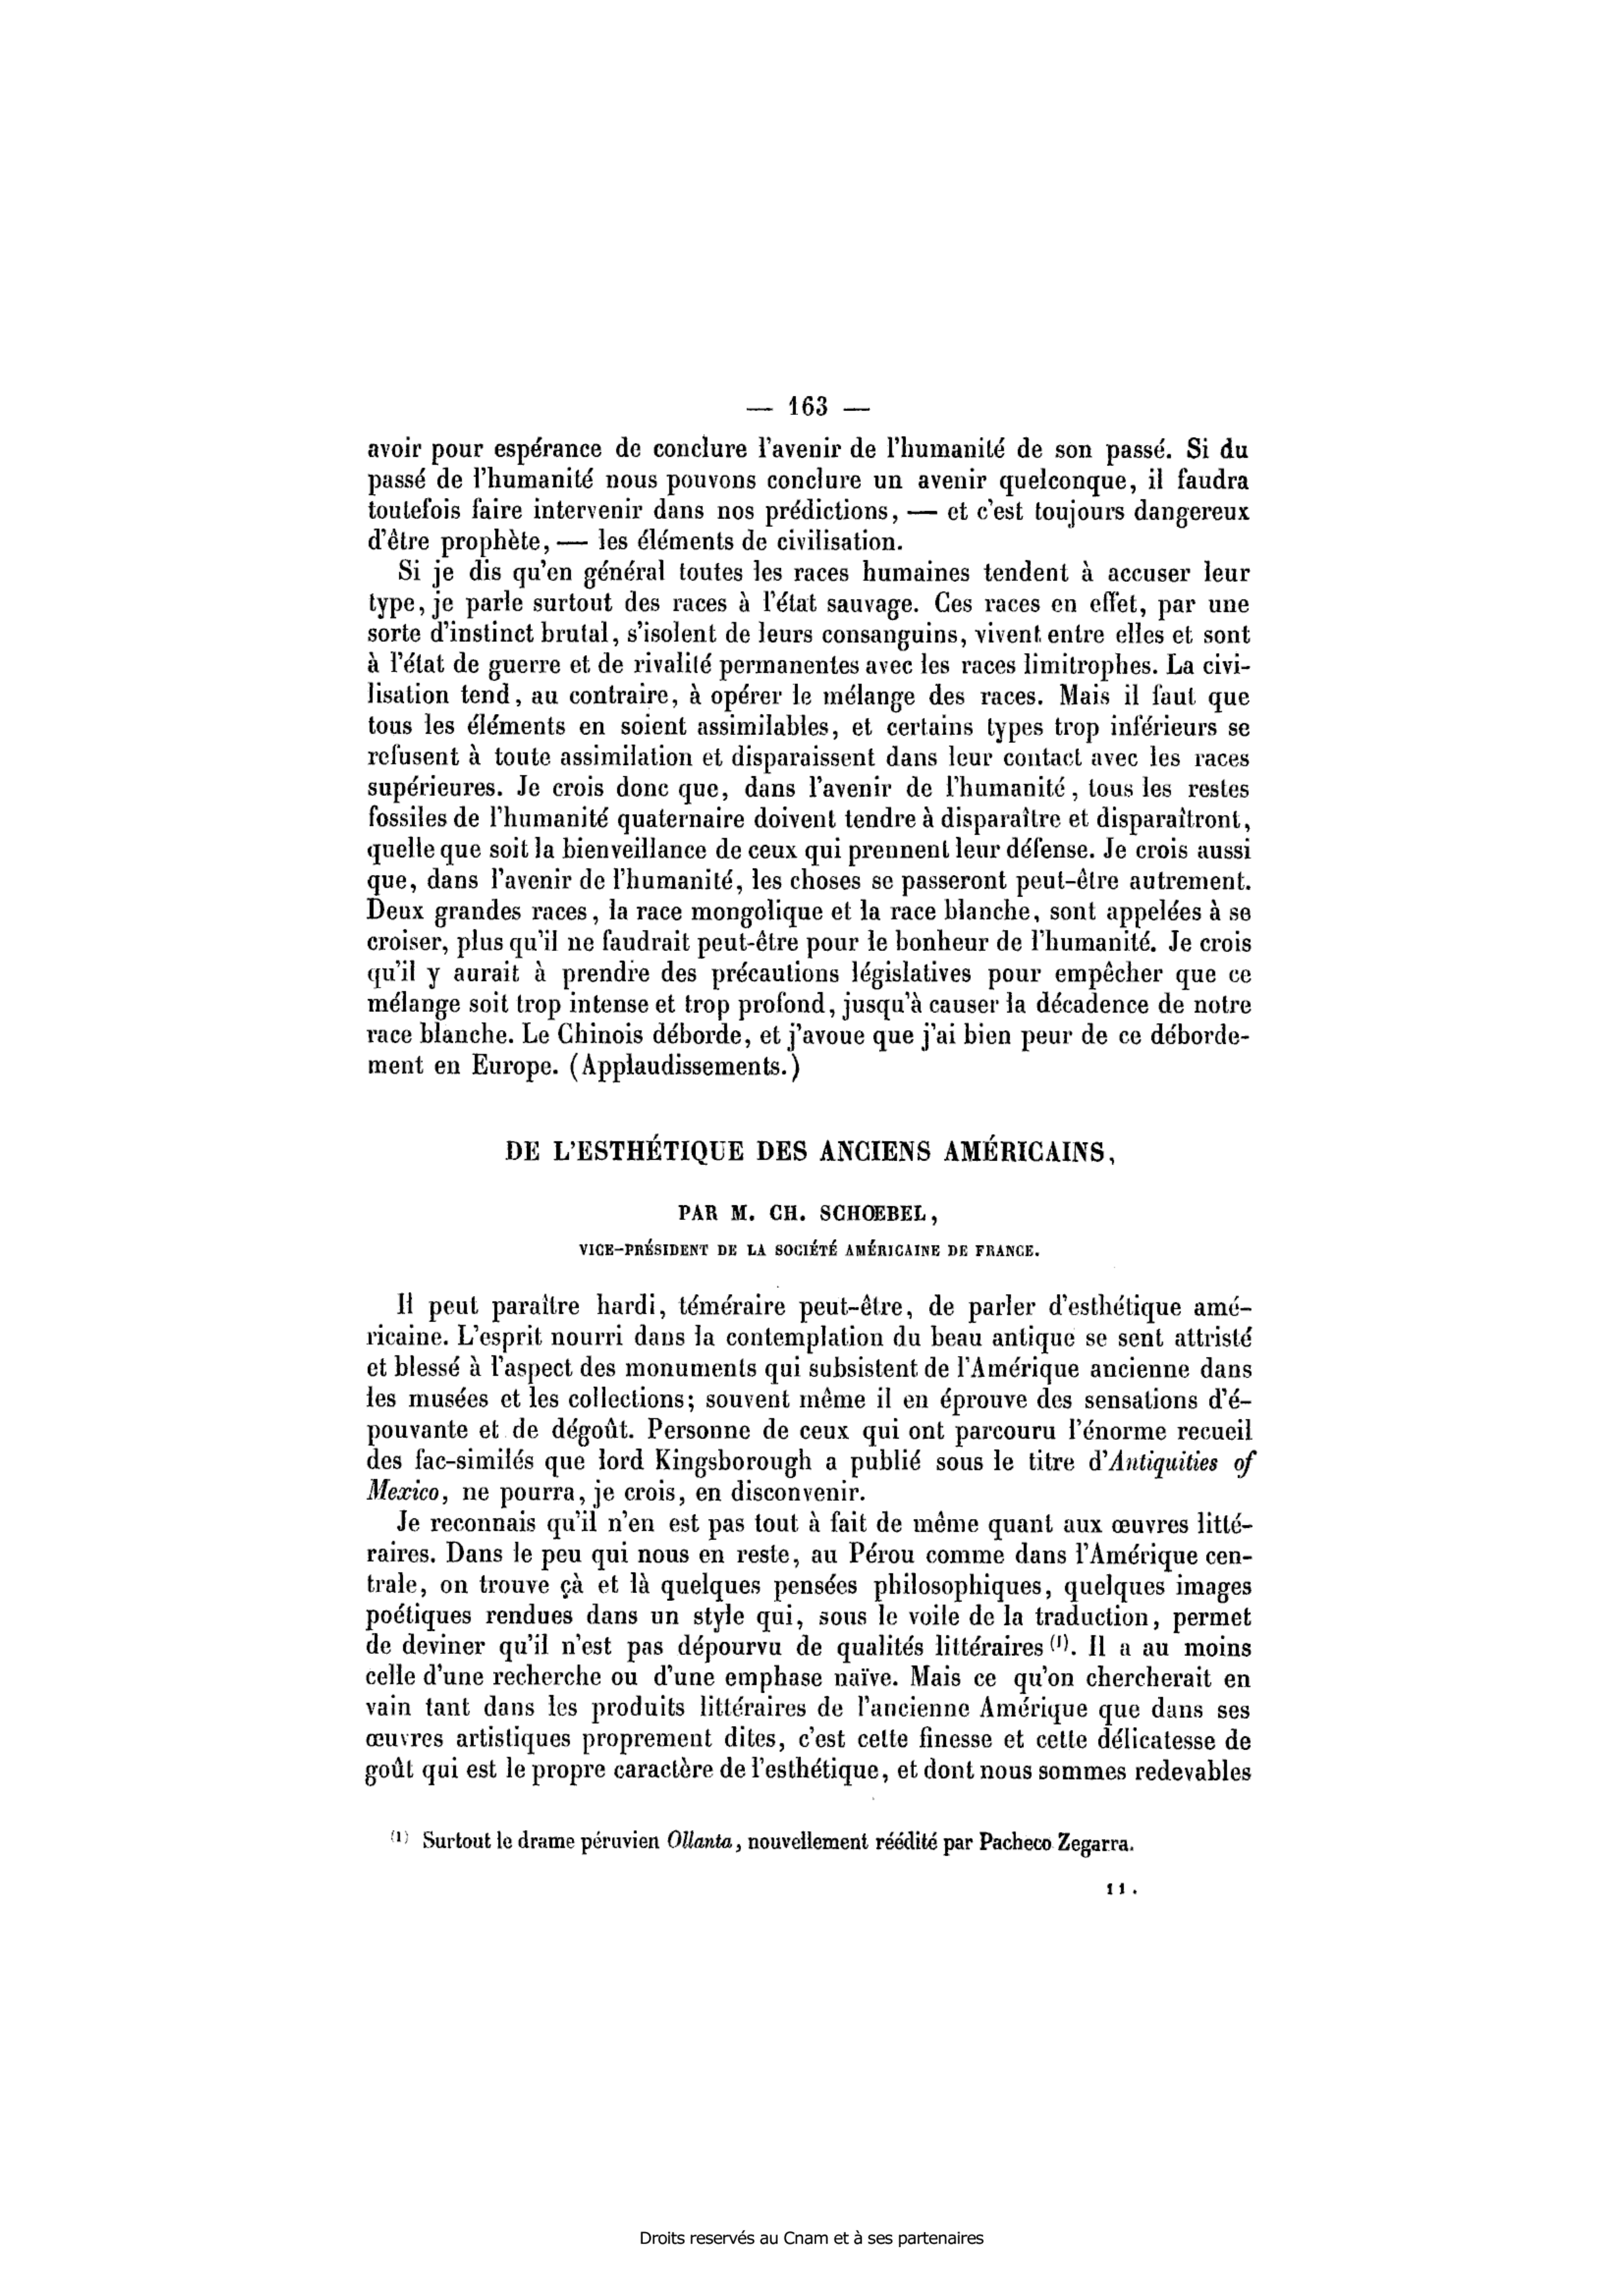 — 163 —
avoir pour espérance de conclure l'avenir de l'humanité de son passé. Si du
passé de l'humanité nous pouvons conclure un avenir quelconque, il faudra
toutefois faire intervenir dans nos prédictions, — et c'est toujours dangereux
d'être prophète, — les éléments de civilisation.
Si je dis qu'en général toutes les races humaines tendent à accuser leur
type, je parle surtout des races à l'état sauvage. Ces races en effet, par une
sorte d'instinct brutal, s'isolent de leurs consanguins, vivent entre elles et sont
à l'état de guerre et de rivalité permanentes avec les races limitrophes. La civi-
lisation tend, au contraire, à opérer le mélange des races. Mais il faut que
tous les éléments en soient assimilables, et certains types trop inférieurs se
refusent à toute assimilation et disparaissent dans leur contact avec les races
supérieures. Je crois donc que, dans l'avenir de l'humanité, tous les restes
fossiles de l'humanité quaternaire doivent tendre à disparaître et disparaîtront,
quelle que soit la bienveillance de ceux qui prennent leur défense. Je crois aussi
que, dans l'avenir de l'humanité, les choses se passeront peut-être autrement.
Deux grandes races, la race mongolique et la race blanche, sont appelées à se
croiser, plus qu'il ne faudrait peut-être pour le bonheur de l'humanité. Je crois
qu'il y aurait à prendre des précautions législatives pour empêcher que ce
mélange soit trop intense et trop profond, jusqu'à causer la décadence de notre
race blanche. Le Chinois déborde, et j'avoue que j'ai bien peur de ce déborde-
ment en Europe. (Applaudissements.)
DE L'ESTHÉTIQUE DES ANCIENS AMÉRICAINS,
PAR M. CH. SCHŒBEL,
VICE-PRÉSIDENT DE LA SOCIÉTÉ AMÉRICAINE DE FRANCE.
Il peut paraître hardi, téméraire peut-être, de parler d'esthétique amé-
ricaine. L'esprit nourri dans la contemplation du beau antique se sent attristé
et blessé à l'aspect des monuments qui subsistent de l'Amérique ancienne dans
les musées et les collections; souvent même il en éprouve des sensations d'é-
pouvante et de dégoût. Personne de ceux qui ont parcouru l'énorme recueil
des fac-similés que lord Kingsborough a publié sous le titre d'Antiquities of
Mexico, ne pourra, je crois, en disconvenir.
Je reconnais qu'il n'en est pas tout à fait de même quant aux œuvres litté-
raires. Dans le peu qui nous en reste, au Pérou comme dans l'Amérique cen-
trale, on trouve çà et là quelques pensées philosophiques, quelques images
poétiques rendues dans un style qui, sous le voile de la traduction, permet
de deviner qu'il n'est pas dépourvu de qualités littéraires (1). Il a au moins
celle d'une recherche ou d'une emphase naïve. Mais ce qu'on chercherait en
vain tant dans les produits littéraires de l'ancienne Amérique que dans ses
œuvres artistiques proprement dites, c'est cette finesse et cette délicatesse de
goût qui est le propre caractère de l'esthétique, et dont nous sommes redevables
(1) Surtout le drame péruvien Ollanta, nouvellement réédité par Pacheco Zegarra.
11.
Droits reservés au Cnam et à ses partenaires